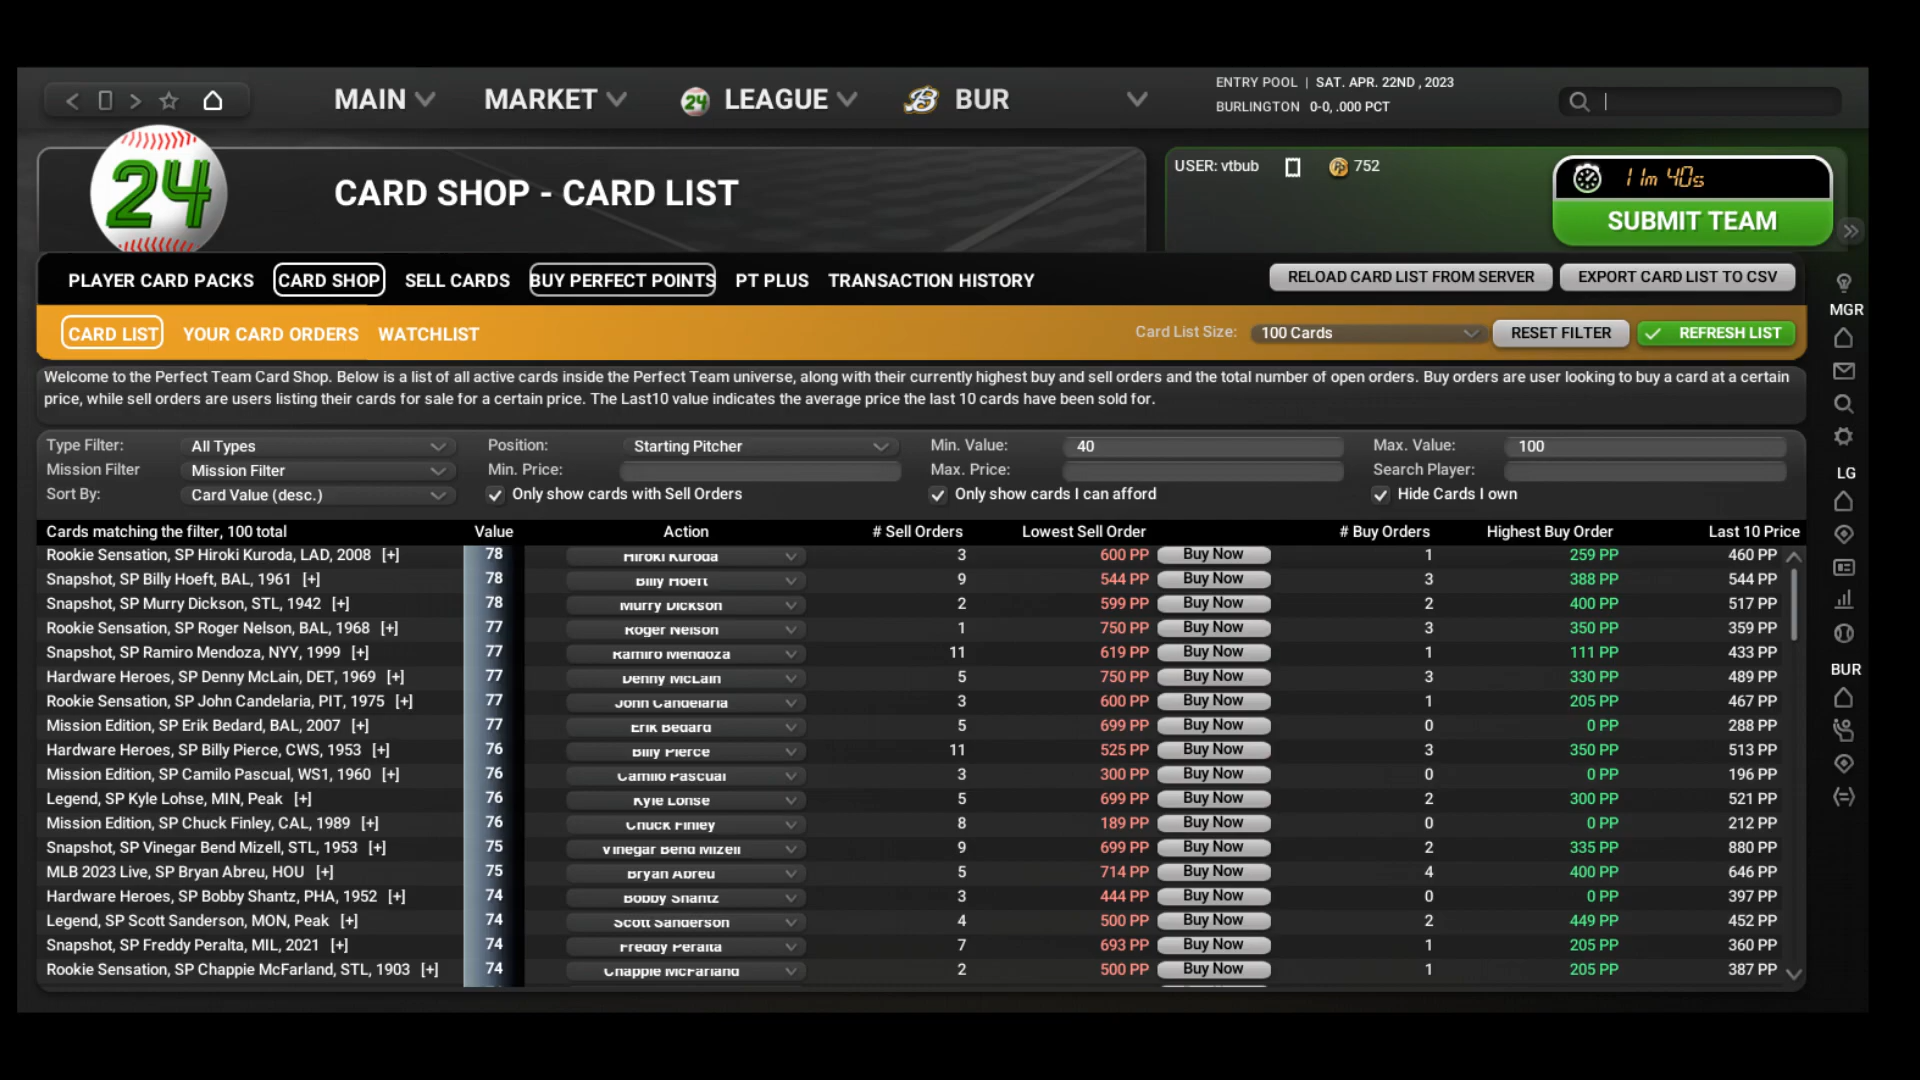 MAIN MARKET 24 LEAGUE B BUR
ENTRY POOL | SAT. APR. 22ND , 2023
BURLINGTON 0-0, .000 PCT
24
CARD SHOP - CARD LIST
USER: vtbub 752
11m 40s
SUBMIT TEAM
PLAYER CARD PACKS CARD SHOP SELL CARDS BUY PERFECT POINTS PT PLUS TRANSACTION HISTORY RELOAD CARD LIST FROM SERVER EXPORT CARD LIST TO CSV
CARD LIST YOUR CARD ORDERS WATCHLIST Card List Size: 100 Cards RESET FILTER REFRESH LIST
Welcome to the Perfect Team Card Shop. Below is a list of all active cards inside the Perfect Team universe, along with their currently highest buy and sell orders and the total number of open orders. Buy orders are user looking to buy a card at a certain
price, while sell orders are users listing their cards for sale for a certain price. The Last10 value indicates the average price the last 10 cards have been sold for.
Type Filter: All Types Position: Starting Pitcher Min. Value: 40 Max. Value: 100
Mission Filter Mission Filter Min. Price: Max. Price: Search Player:
Sort By: Card Value (desc.) Only show cards with Sell Orders Only show cards I can afford Hide Cards I own
Cards matching the filter, 100 total Value Action # Sell Orders Lowest Sell Order # Buy Orders Highest Buy Order Last 10 Price
Rookie Sensation, SP Hiroki Kuroda, LAD, 2008 [+] 78 Hiroki Kuroda 3 600 PP Buy Now 1 259 PP 460 PP
Snapshot, SP Billy Hoeft, BAL, 1961 [+] 78 Billy Hoeft 9 544 PP Buy Now 3 388 PP 544 PP
Snapshot, SP Murry Dickson, STL, 1942 [+] 78 Murry Dickson 2 599 PP Buy Now 2 400 PP 517 PP
Rookie Sensation, SP Roger Nelson, BAL, 1968 [+] 77 Roger Nelson 1 750 PP Buy Now 3 350 PP 359 PP
Snapshot, SP Ramiro Mendoza, NYY, 1999 [+] 77 Ramiro Mendoza 11 619 PP Buy Now 1 111 PP 433 PP
Hardware Heroes, SP Denny McLain, DET, 1969 [+] 77 Denny McLain 5 750 PP Buy Now 3 330 PP 489 PP
Rookie Sensation, SP John Candelaria, PIT, 1975 [+] 77 John Candelaria 3 600 PP Buy Now 1 205 PP 467 PP
Mission Edition, SP Erik Bedard, BAL, 2007 [+] 77 Erik Bedard 5 699 PP Buy Now 0 0 PP 288 PP
Hardware Heroes, SP Billy Pierce, CWS, 1953 [+] 76 Billy Pierce 11 525 PP Buy Now 3 350 PP 513 PP
Mission Edition, SP Camilo Pascual, WS1, 1960 [+] 76 Camilo Pascual 3 300 PP Buy Now 0 0 PP 196 PP
Legend, SP Kyle Lohse, MIN, Peak [+] 76 Kyle Lohse 5 699 PP Buy Now 2 300 PP 521 PP
Mission Edition, SP Chuck Finley, CAL, 1989 [+] 76 Chuck Finley 8 189 PP Buy Now 0 0 PP 212 PP
Snapshot, SP Vinegar Bend Mizell, STL, 1953 [+] 75 Vinegar Bend Mizell 9 699 PP Buy Now 2 335 PP 880 PP
MLB 2023 Live, SP Bryan Abreu, HOU [+] 75 Bryan Abreu 5 714 PP Buy Now 4 400 PP 646 PP
Hardware Heroes, SP Bobby Shantz, PHA, 1952 [+] 74 Bobby Shantz 3 444 PP Buy Now 0 0 PP 397 PP
Legend, SP Scott Sanderson, MON, Peak [+] 74 Scott Sanderson 4 500 PP Buy Now 2 449 PP 452 PP
Snapshot, SP Freddy Peralta, MIL, 2021 [+] 74 Freddy Peralta 7 693 PP Buy Now 1 205 PP 360 PP
Rookie Sensation, SP Chappie McFarland, STL, 1903 [+] 74 Chappie McFarland 2 500 PP Buy Now 1 205 PP 387 PP
MGR
LG
BUR